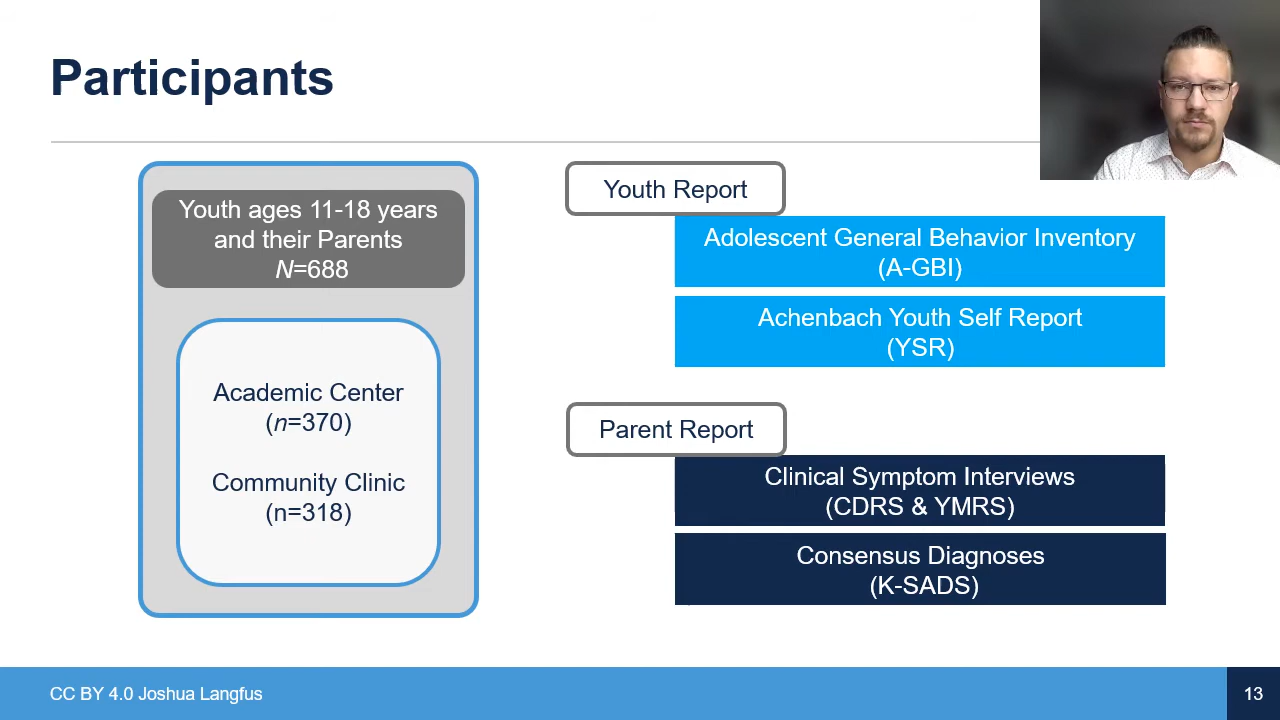 Participants
Youth ages 11-18 years
and their Parents
N=688
Academic Center
(n=370)
Community Clinic
(n=318)
Youth Report
Adolescent General Behavior Inventory
(A-GBI)
Achenbach Youth Self Report
(YSR)
Parent Report
Clinical Symptom Interviews
(CDRS & YMRS)
Consensus Diagnoses
(K-SADS)
CC BY 4.0 Joshua Langfus
13